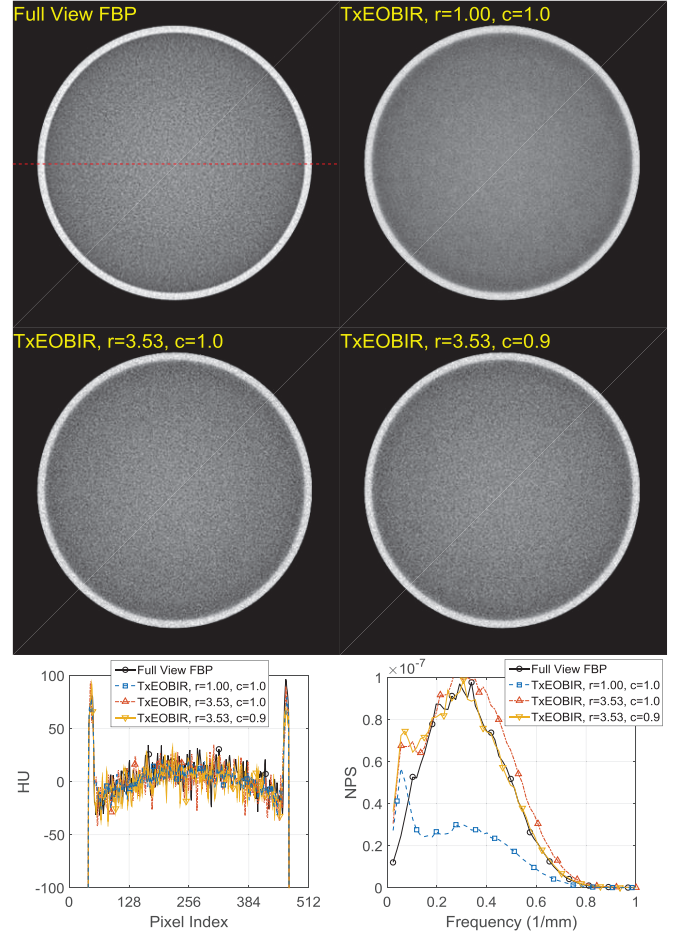 Full View FBP
TxEOBIR, r=1.00, c=1.0
TxEOBIR, r=3.53, c=1.0
TxEOBIR, r=3.53, c=0.9
Full View FBP
TxEOBIR, r=1.00, c=1.0
TxEOBIR, r=3.53, c=1.0
TxEOBIR, r=3.53, c=0.9
100
50
0
-50
-100
HU
0 128 256 384 512
Pixel Index
×10⁻⁷
Full View FBP
TxEOBIR, r=1.00, c=1.0
TxEOBIR, r=3.53, c=1.0
TxEOBIR, r=3.53, c=0.9
1
0.8
0.6
0.4
0.2
0
NPS
0 0.2 0.4 0.6 0.8 1
Frequency (1/mm)